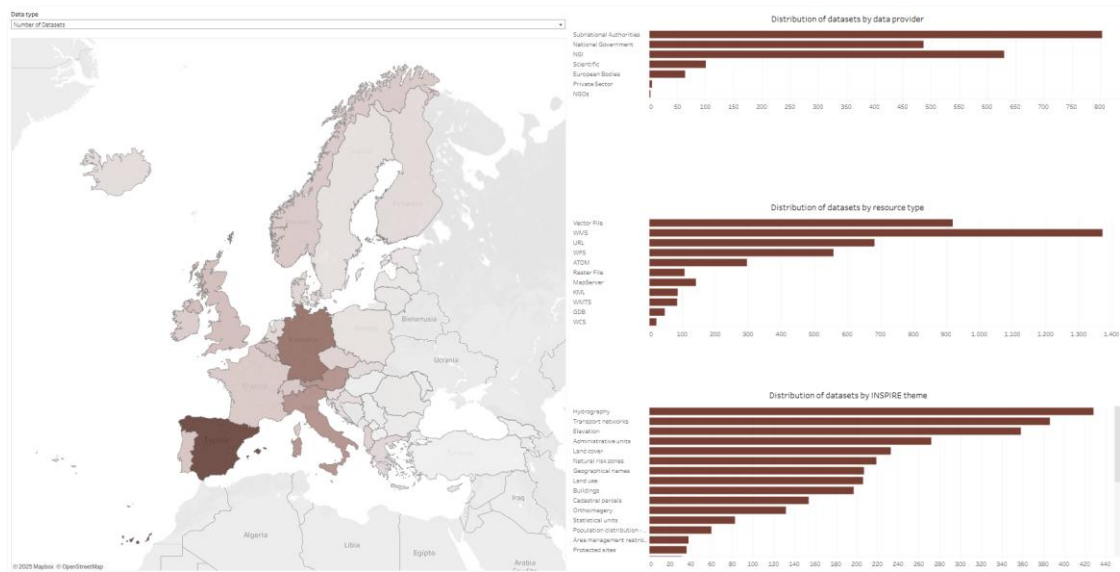 Data type
Number of Datasets
Bielorrusia
Ucrania
Iraq
Argelia
Libia
Egipto
Arabia
© 2025 Mapbox © OpenStreetMap
Distribution of datasets by data provider
Subnational Authorities
National Government
NGI
Scientific
European Bodies
Private Sector
NGOs
0 50 100 150 200 250 300 350 400 450 500 550 600 650 700 750 800
Distribution of datasets by resource type
Vector File
WMS
URL
WFS
ATOM
Raster File
MapServer
KML
WMTS
GDB
WCS
0 100 200 300 400 500 600 700 800 900 1.000 1.100 1.200 1.300 1.400
Distribution of datasets by INSPIRE theme
Hydrography
Transport networks
Elevation
Administrative units
Land cover
Natural risk zones
Geographical names
Land use
Buildings
Cadastral parcels
Orthoimagery
Statistical units
Population distribution - ..
Area management restric..
Protected sites
0 20 40 60 80 100 120 140 160 180 200 220 240 260 280 300 320 340 360 380 400 420 440